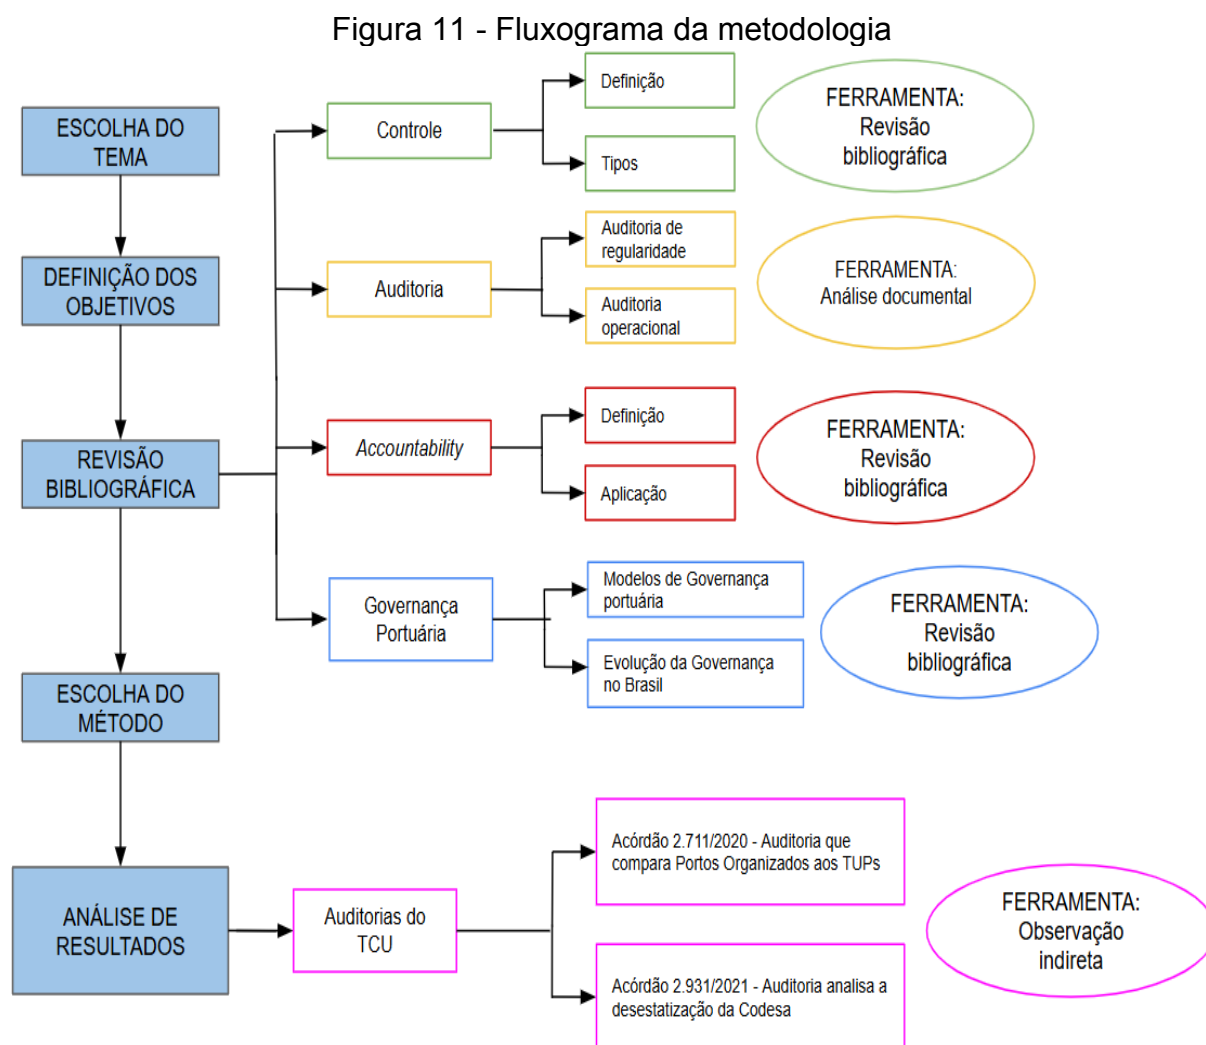 Figura 11 - Fluxograma da metodologia
ESCOLHA DO
TEMA
DEFINIÇÃO DOS
OBJETIVOS
REVISÃO
BIBLIOGRÁFICA
ESCOLHA DO
MÉTODO
ANÁLISE DE
RESULTADOS
Controle
Definição
Tipos
FERRAMENTA:
Revisão
bibliográfica
Auditoria
Auditoria de
regularidade
Auditoria
operacional
FERRAMENTA:
Análise documental
Accountability
Definição
Aplicação
FERRAMENTA:
Revisão
bibliográfica
Governança
Portuária
Modelos de Governança
portuária
Evolução da Governança
no Brasil
FERRAMENTA:
Revisão
bibliográfica
Auditorias do
TCU
Acórdão 2.711/2020 - Auditoria que
compara Portos Organizados aos TUPs
Acórdão 2.931/2021 - Auditoria analisa a
desestatização da Codesa
FERRAMENTA:
Observação
indireta